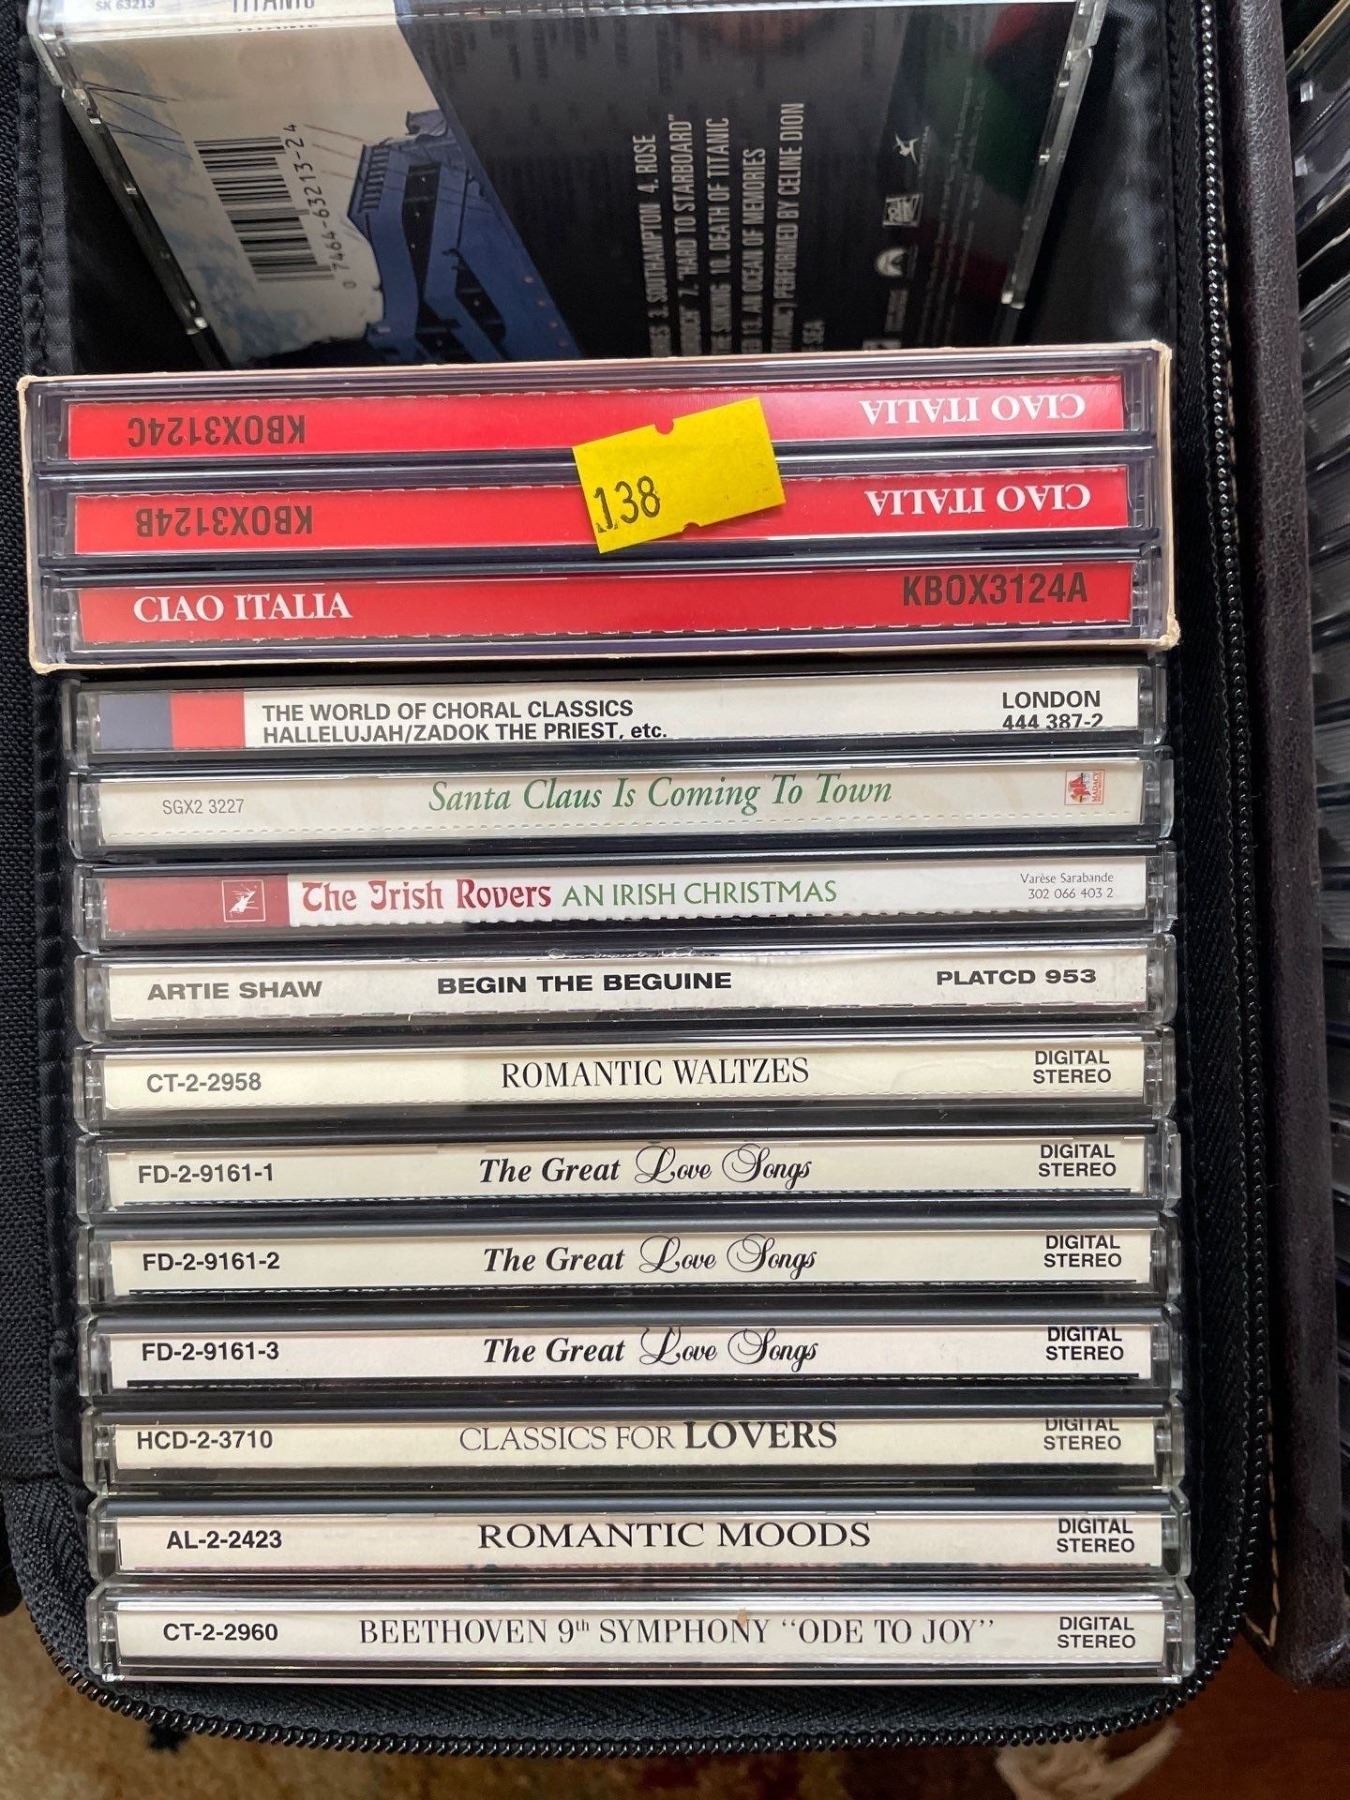 SK 63213
TITANIC
0 7464-63213-2 4
3. SOUTHAMPTON 4. ROSE
7. "HARD TO STARBOARD"
THE SINKING 10. DEATH OF TITANIC
13. AN OCEAN OF MEMORIES
PERFORMED BY CELINE DION
SEA
KBOX3124C CIAO ITALIA
KBOX3124B CIAO ITALIA
138
CIAO ITALIA KBOX3124A
THE WORLD OF CHORAL CLASSICS LONDON
HALLELUJAH/ZADOK THE PRIEST, etc. 444 387-2
SGX2 3227 Santa Claus Is Coming To Town MADACY
The Irish Rovers AN IRISH CHRISTMAS Varèse Sarabande
302 066 403 2
ARTIE SHAW BEGIN THE BEGUINE PLATCD 953
CT-2-2958 ROMANTIC WALTZES DIGITAL
STEREO
FD-2-9161-1 The Great Love Songs DIGITAL
STEREO
FD-2-9161-2 The Great Love Songs DIGITAL
STEREO
FD-2-9161-3 The Great Love Songs DIGITAL
STEREO
HCD-2-3710 CLASSICS FOR LOVERS DIGITAL
STEREO
AL-2-2423 ROMANTIC MOODS DIGITAL
STEREO
CT-2-2960 BEETHOVEN 9th SYMPHONY "ODE TO JOY" DIGITAL
STEREO